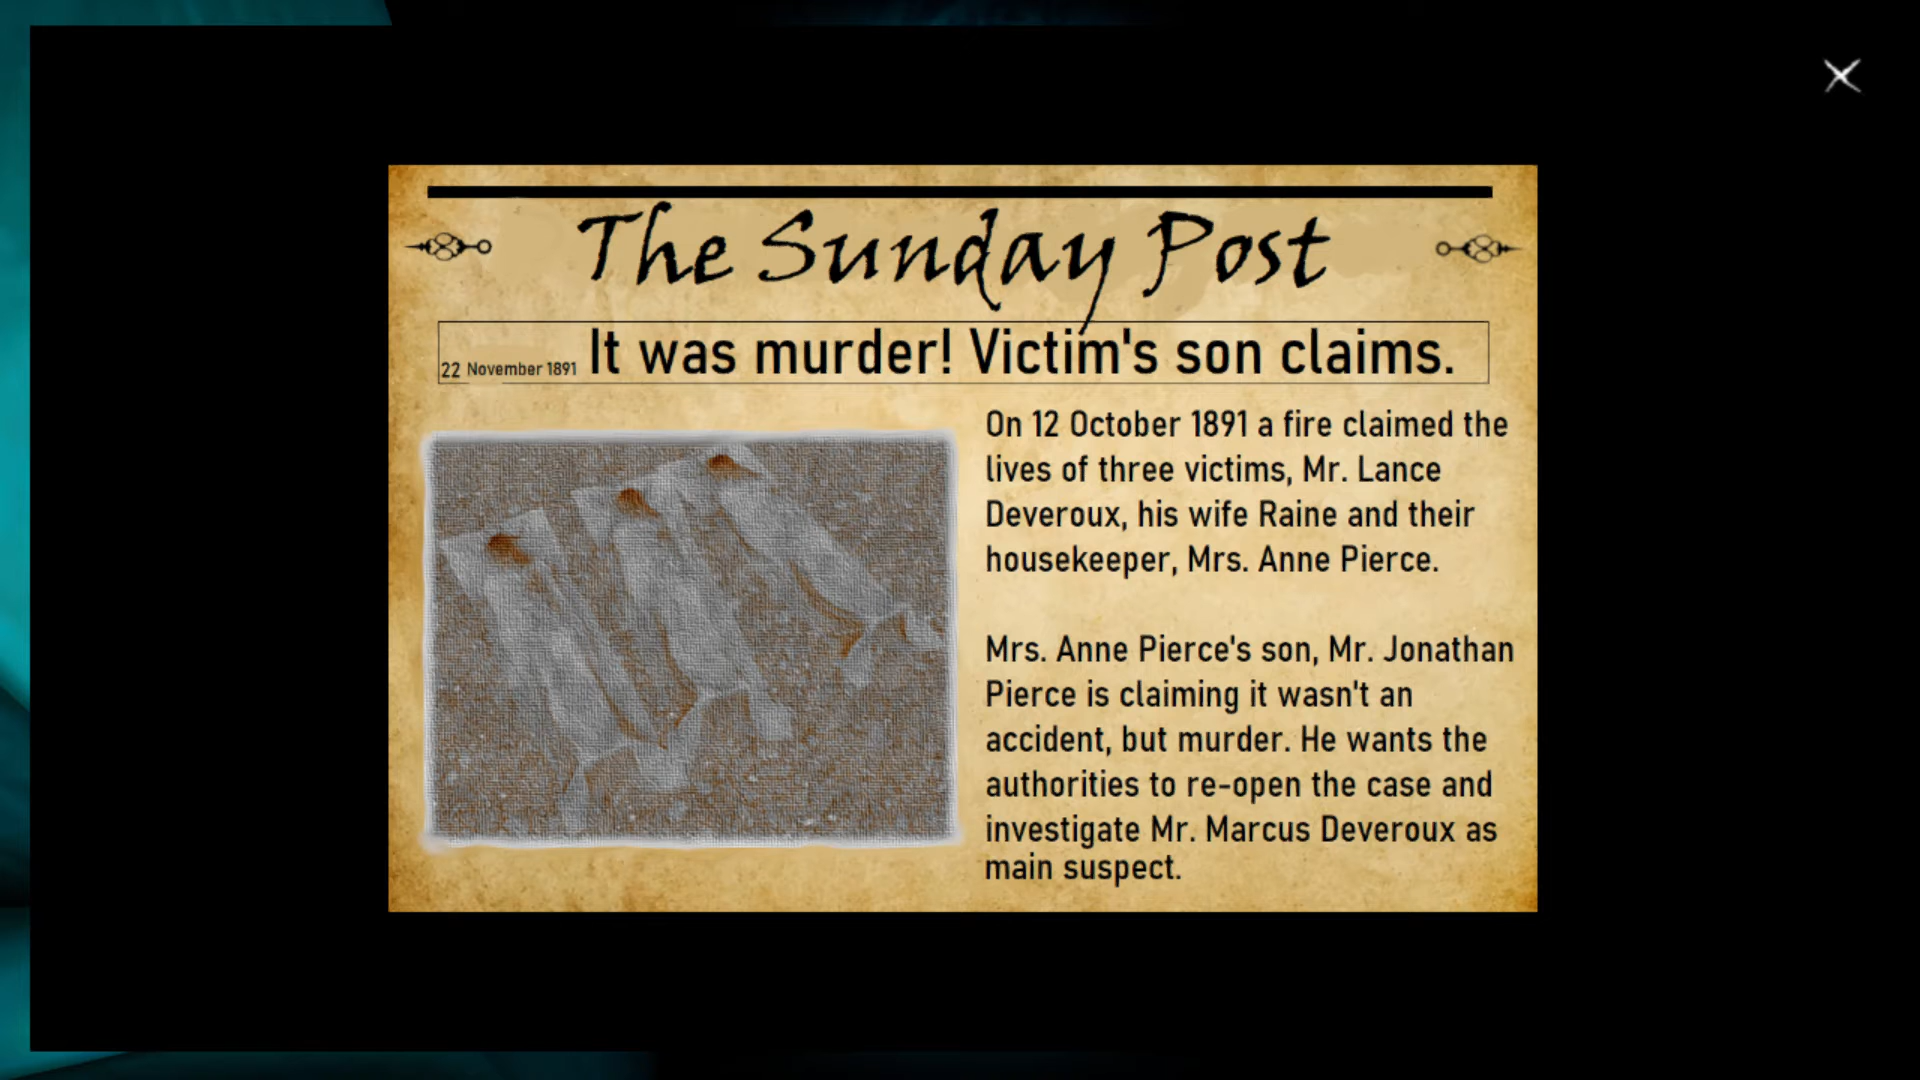 The Sunday Post
22 November 1891 It was murder! Victim's son claims.
On 12 October 1891 a fire claimed the
lives of three victims, Mr. Lance
Deveroux, his wife Raine and their
housekeeper, Mrs. Anne Pierce.
Mrs. Anne Pierce's son, Mr. Jonathan
Pierce is claiming it wasn't an
accident, but murder. He wants the
authorities to re-open the case and
investigate Mr. Marcus Deveroux as
main suspect.